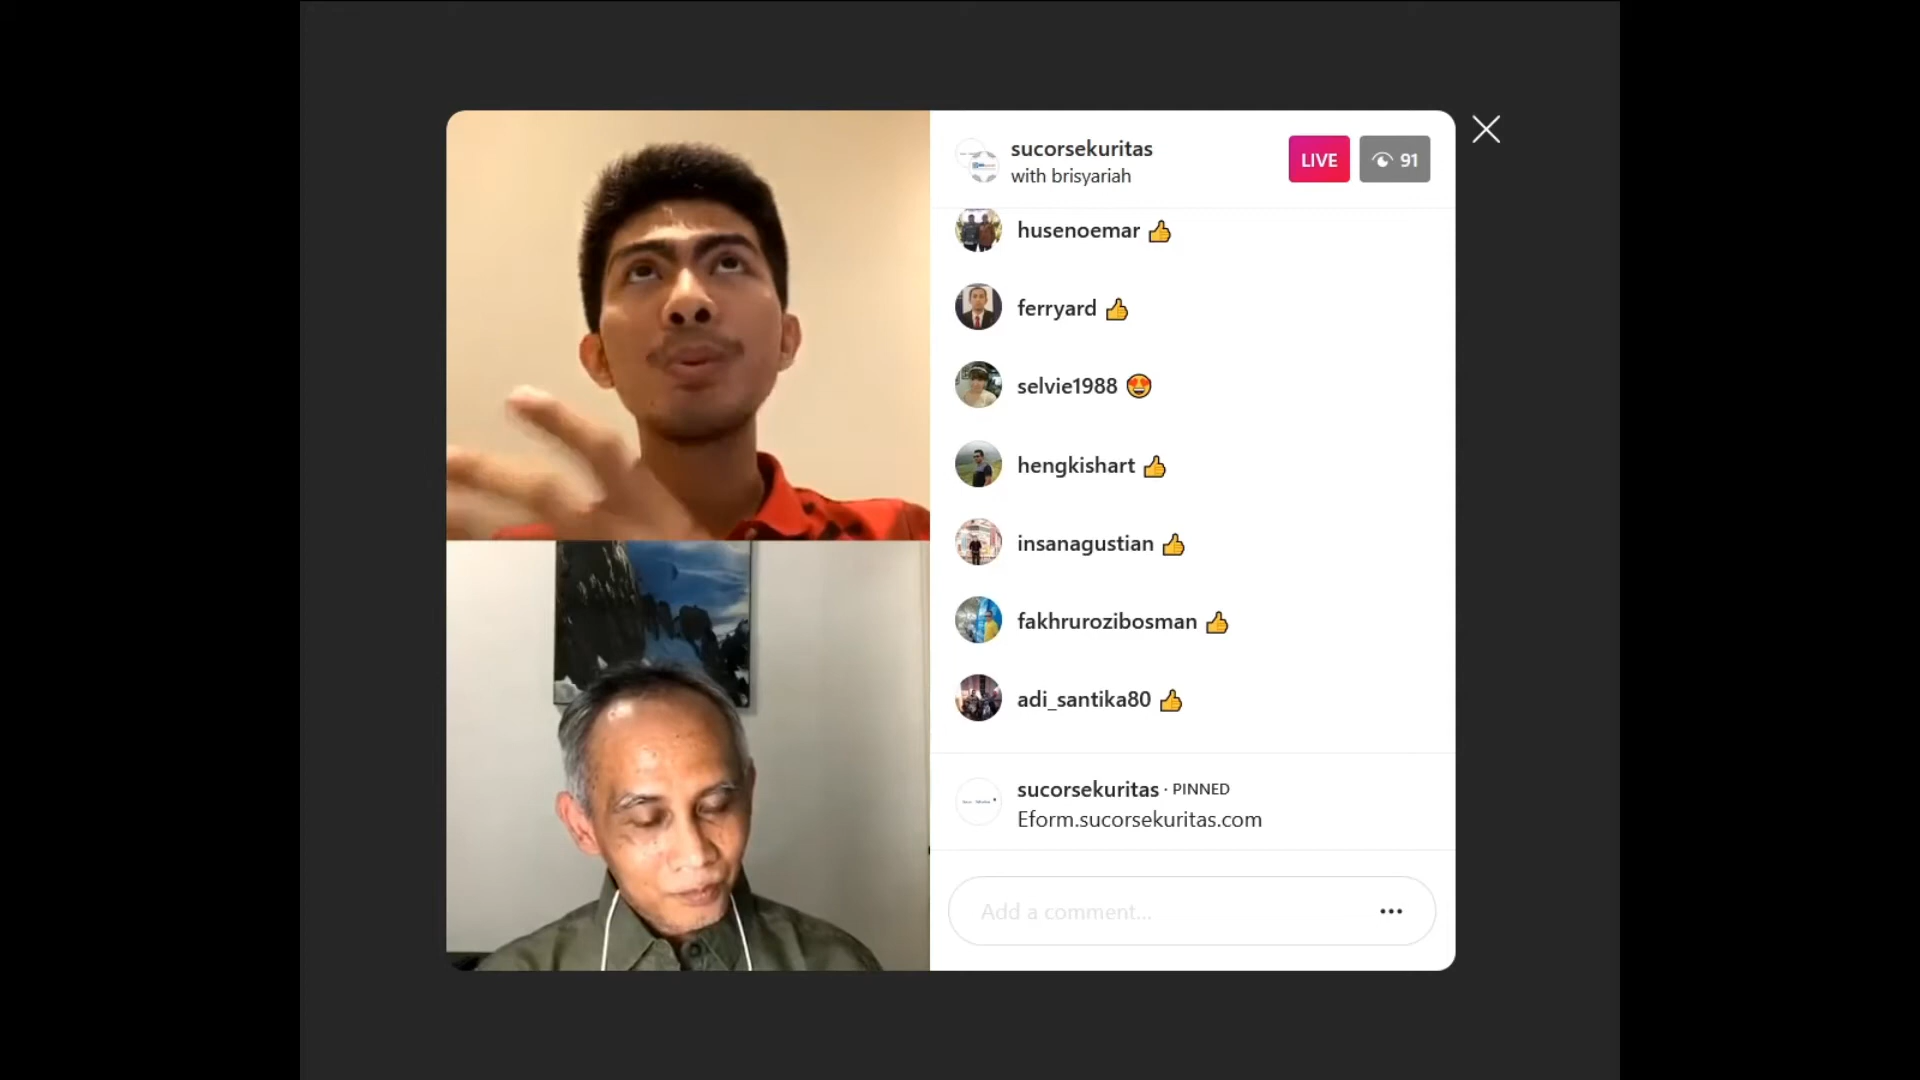 sucorsekuritas
with brisyariah
LIVE
91
husenoemar 👍
ferryard 👍
selvie1988 😍
hengkishart 👍
insanagustian 👍
fakhrurozibosman 👍
adi_santika80 👍
sucorsekuritas · PINNED
Eform.sucorsekuritas.com
Add a comment...